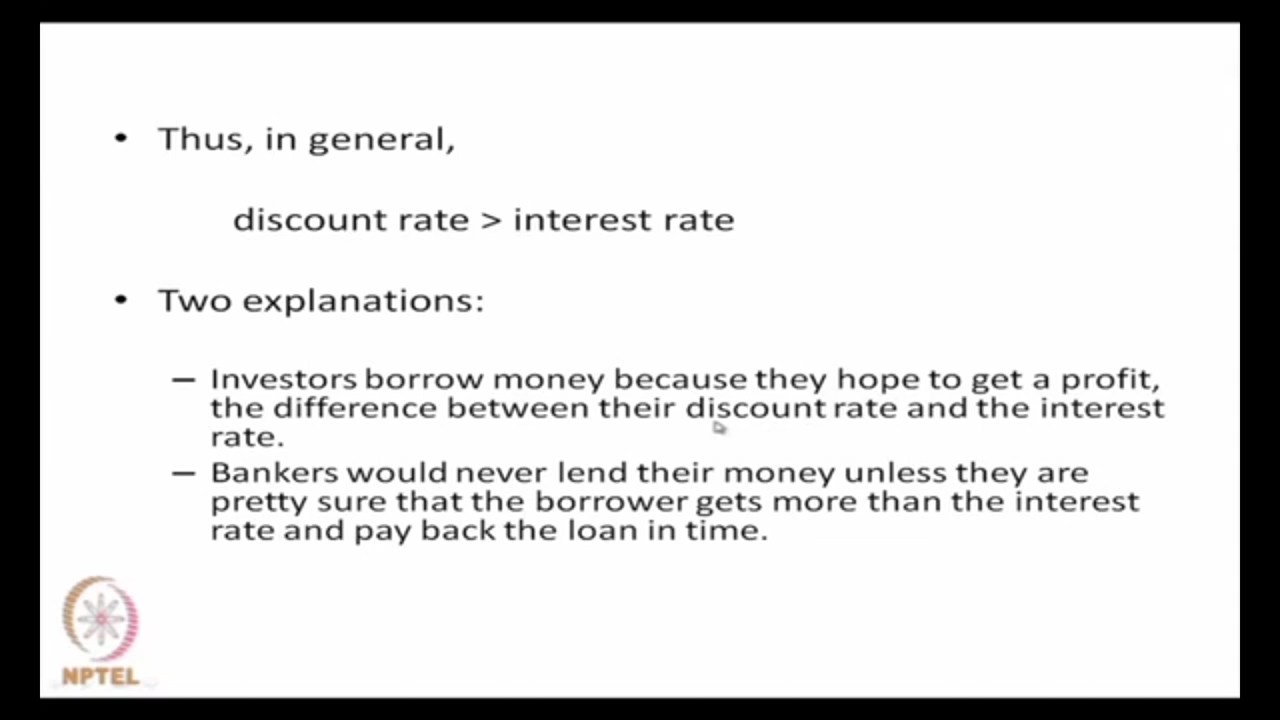 • Thus, in general,
discount rate > interest rate
• Two explanations:
– Investors borrow money because they hope to get a profit,
the difference between their discount rate and the interest
rate.
– Bankers would never lend their money unless they are
pretty sure that the borrower gets more than the interest
rate and pay back the loan in time.
NPTEL